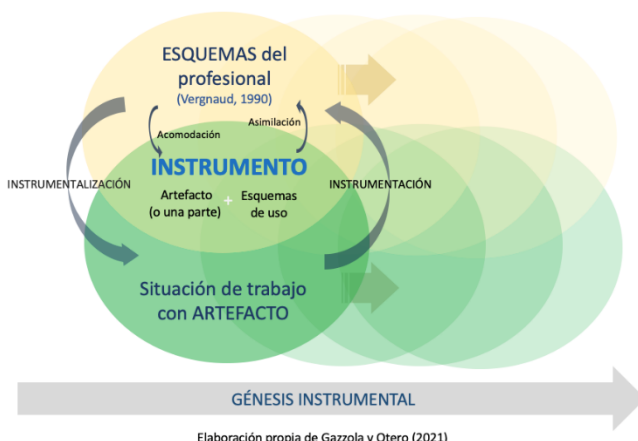 ESQUEMAS del
profesional
(Vergnaud, 1990)
Asimilación
Acomodación
INSTRUMENTO
INSTRUMENTALIZACIÓN
INSTRUMENTACIÓN
Artefacto + Esquemas
(o una parte) de uso
Situación de trabajo
con ARTEFACTO
GÉNESIS INSTRUMENTAL
Elaboración propia de Gazzola y Otero (2021)